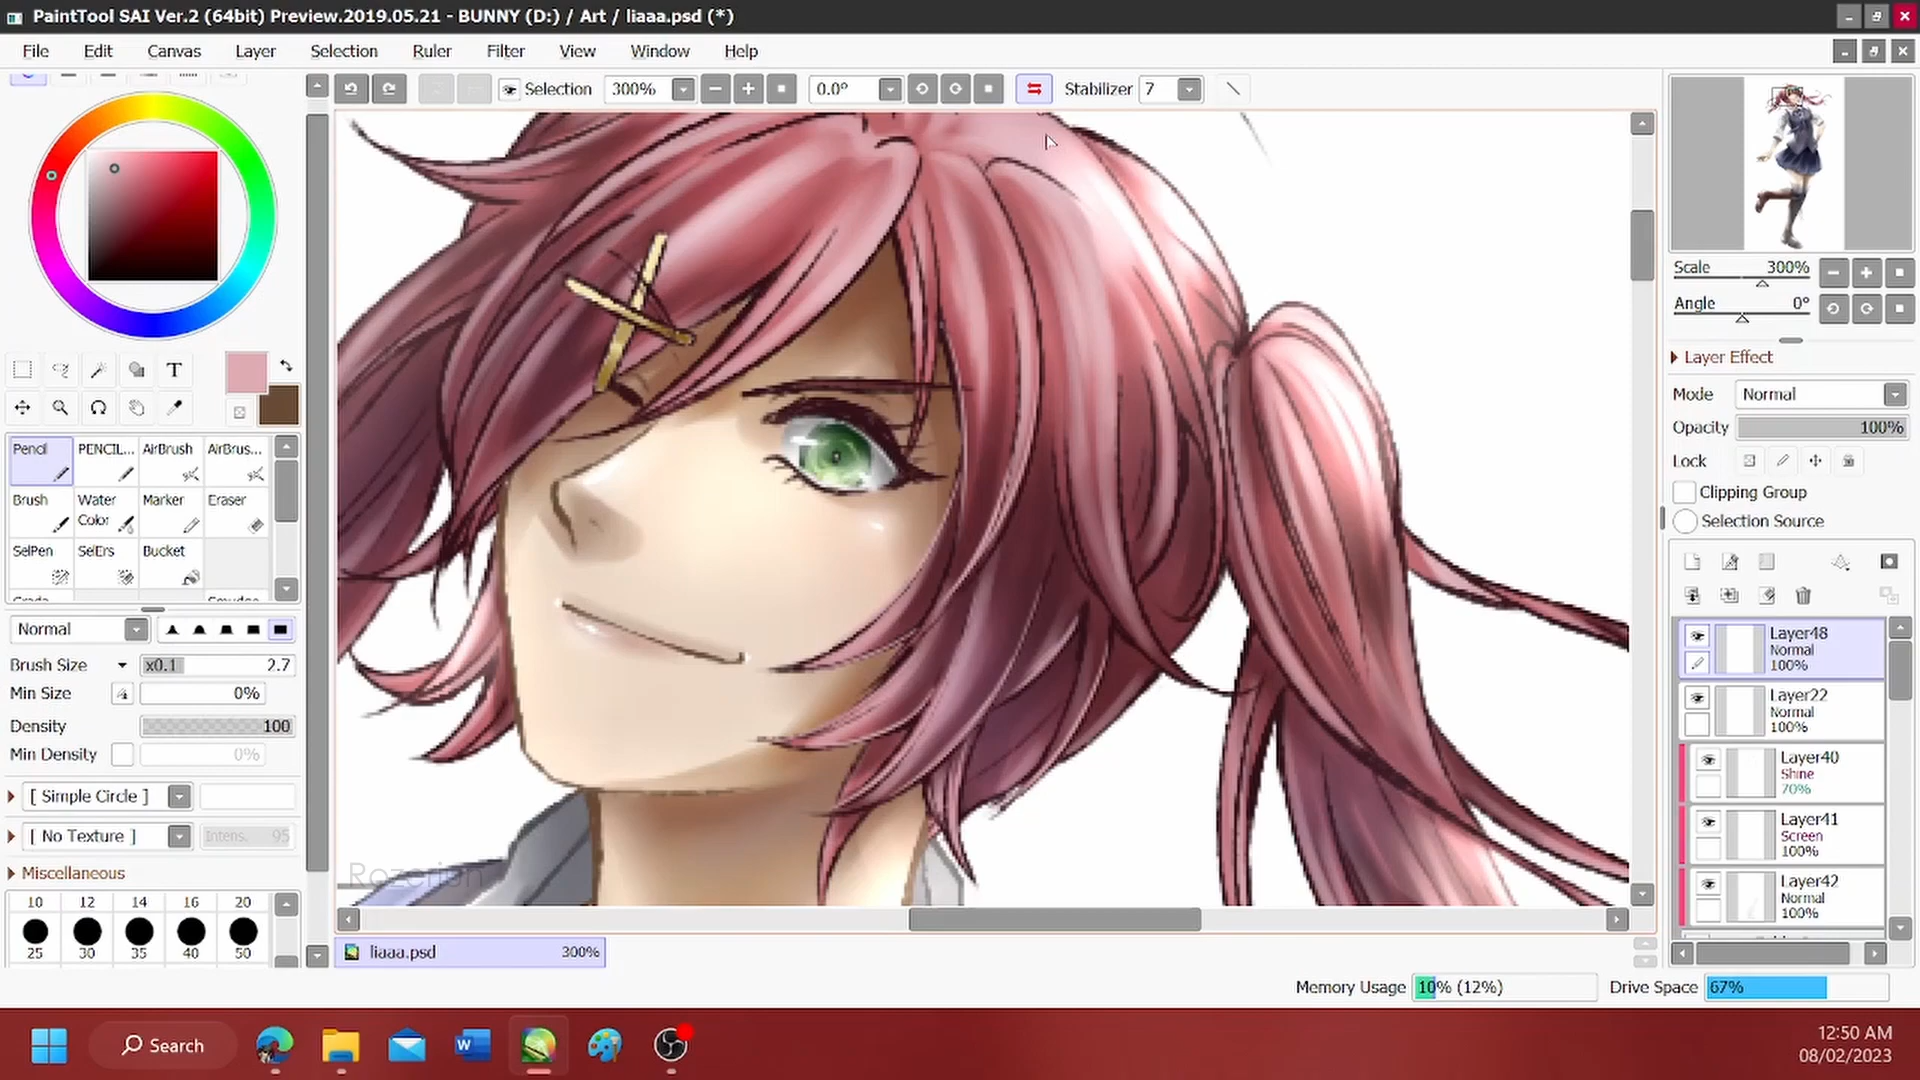 PaintTool SAI Ver.2 (64bit) Preview.2019.05.21 - BUNNY (D:) / Art / liaaa.psd (*)
File Edit Canvas Layer Selection Ruler Filter View Window Help
Selection 300% 0.0° Stabilizer 7
Scale 300%
Angle 0°
Layer Effect
Mode Normal
Opacity 100%
Lock
Clipping Group
Selection Source
T
Pencil PENCIL... AirBrush AirBrus...
Brush Water Color Marker Eraser
SelPen SelErs Bucket
Normal
Brush Size x0.1 2.7
Min Size 0%
Density 100
Min Density 0%
[ Simple Circle ]
[ No Texture ] Intens. 95
Miscellaneous
10 12 14 16 20
25 30 35 40 50
Layer48
Normal
100%
Layer22
Normal
100%
Layer40
Shine
70%
Layer41
Screen
100%
Layer42
Normal
100%
liaaa.psd 300%
Memory Usage 10% (12%) Drive Space 67%
Search
W
12:50 AM
08/02/2023